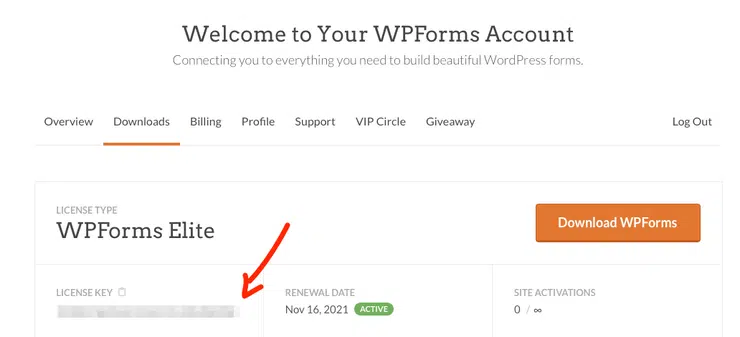 Welcome to Your WPForms Account
Connecting you to everything you need to build beautiful WordPress forms.
Overview Downloads Billing Profile Support VIP Circle Giveaway Log Out
LICENSE TYPE
WPForms Elite
Download WPForms
LICENSE KEY RENEWAL DATE SITE ACTIVATIONS
Nov 16, 2021 ACTIVE 0 / ∞